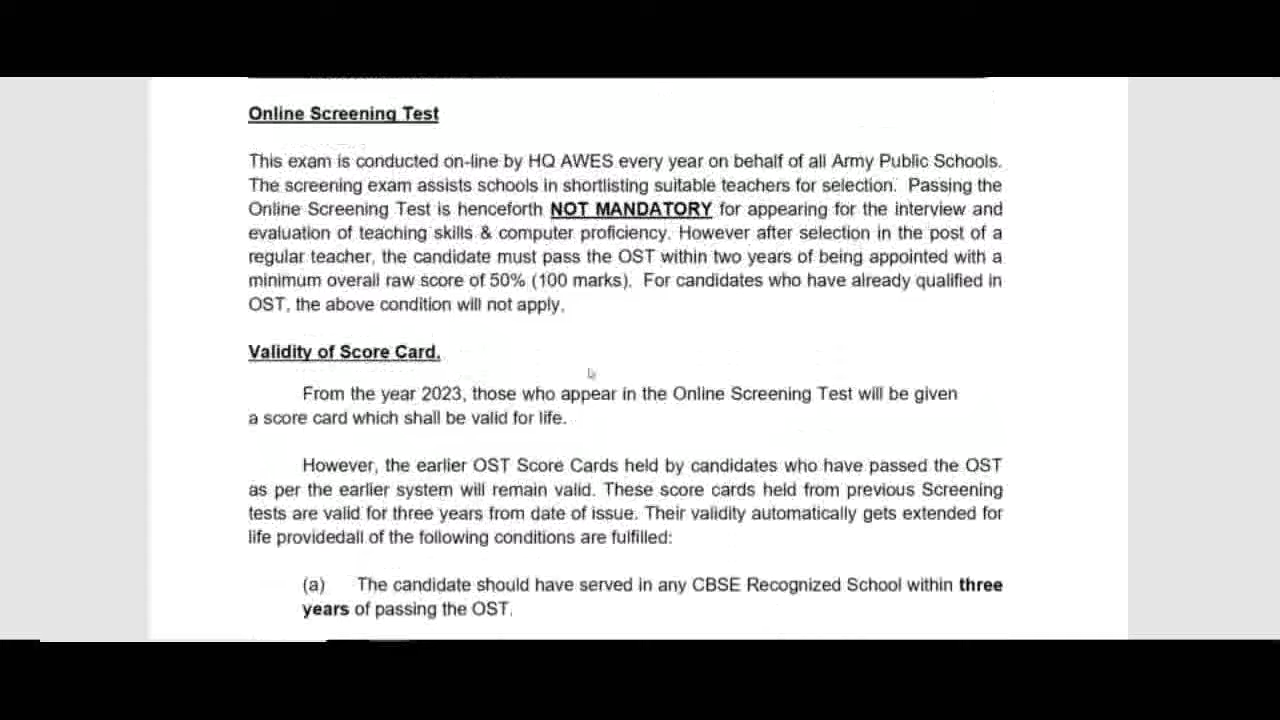 Online Screening Test
This exam is conducted on-line by HQ AWES every year on behalf of all Army Public Schools.
The screening exam assists schools in shortlisting suitable teachers for selection. Passing the
Online Screening Test is henceforth NOT MANDATORY for appearing for the interview and
evaluation of teaching skills & computer proficiency. However after selection in the post of a
regular teacher, the candidate must pass the OST within two years of being appointed with a
minimum overall raw score of 50% (100 marks). For candidates who have already qualified in
OST, the above condition will not apply.
Validity of Score Card.
From the year 2023, those who appear in the Online Screening Test will be given
a score card which shall be valid for life.
However, the earlier OST Score Cards held by candidates who have passed the OST
as per the earlier system will remain valid. These score cards held from previous Screening
tests are valid for three years from date of issue. Their validity automatically gets extended for
life providedall of the following conditions are fulfilled:
(a) The candidate should have served in any CBSE Recognized School within three
years of passing the OST.